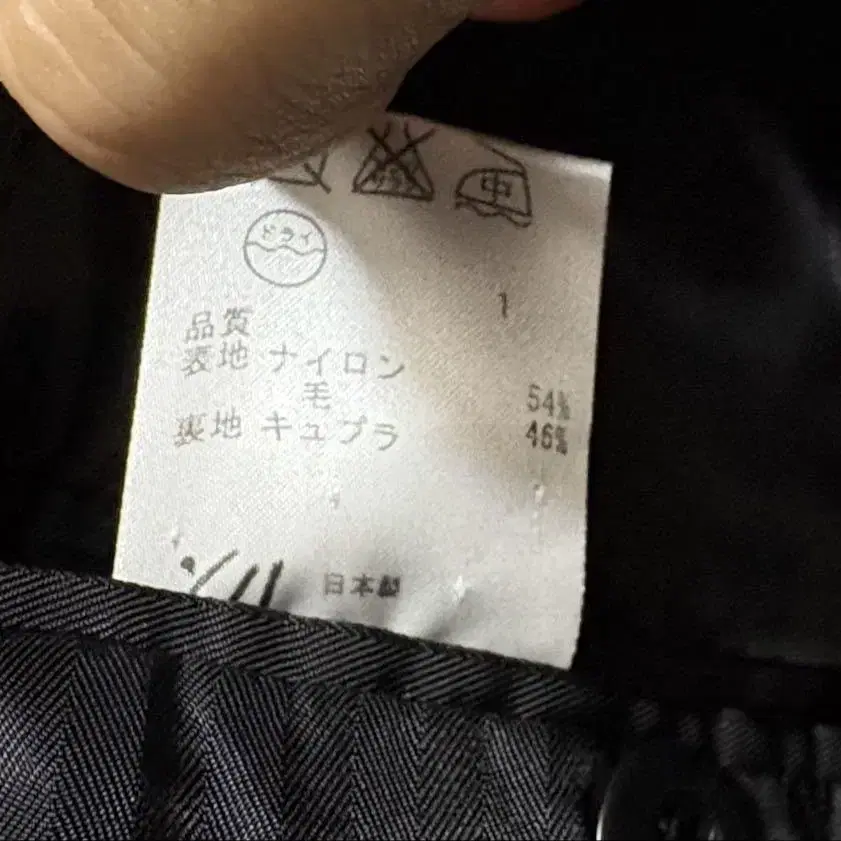 中
ドライ
1
品質
表地 ナイロン 54%
毛 46%
裏地 キュプラ
日本製